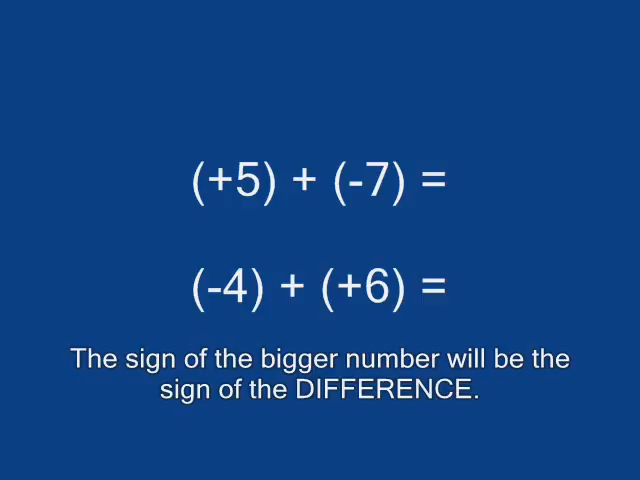 (+5) + (-7) =
(-4) + (+6) =
The sign of the bigger number will be the
sign of the DIFFERENCE.